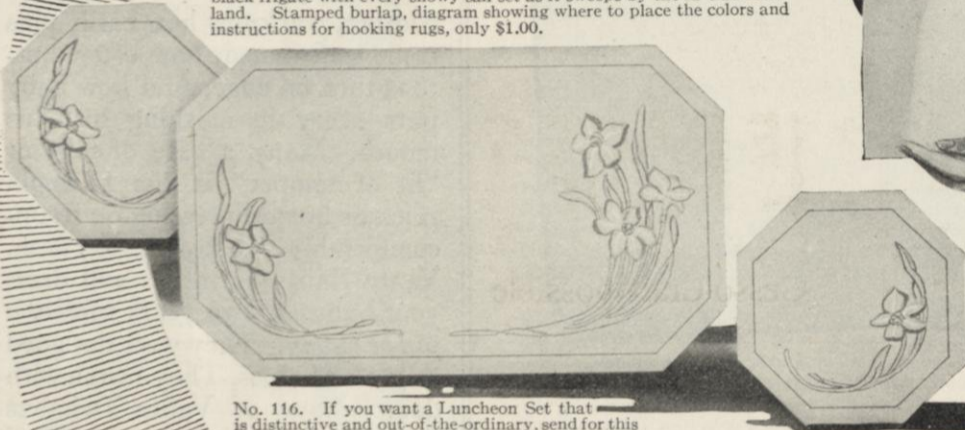 land. Stamped burlap, diagram showing where to place the colors and
instructions for hooking rugs, only $1.00.
No. 116. If you want a Luncheon Set that
is distinctive and out-of-the-ordinary, send for this